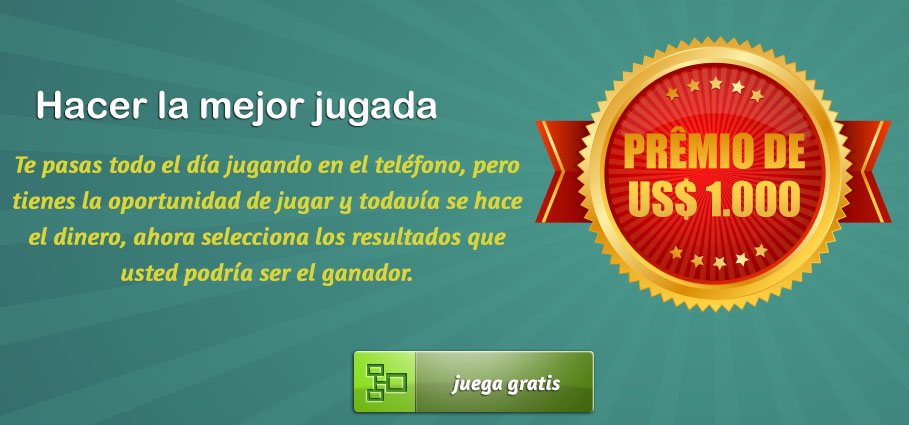 Hacer la mejor jugada
Te pasas todo el día jugando en el teléfono, pero
tienes la oportunidad de jugar y todavía se hace
el dinero, ahora selecciona los resultados que
usted podría ser el ganador.
PRÊMIO DE
US$ 1.000
juega gratis